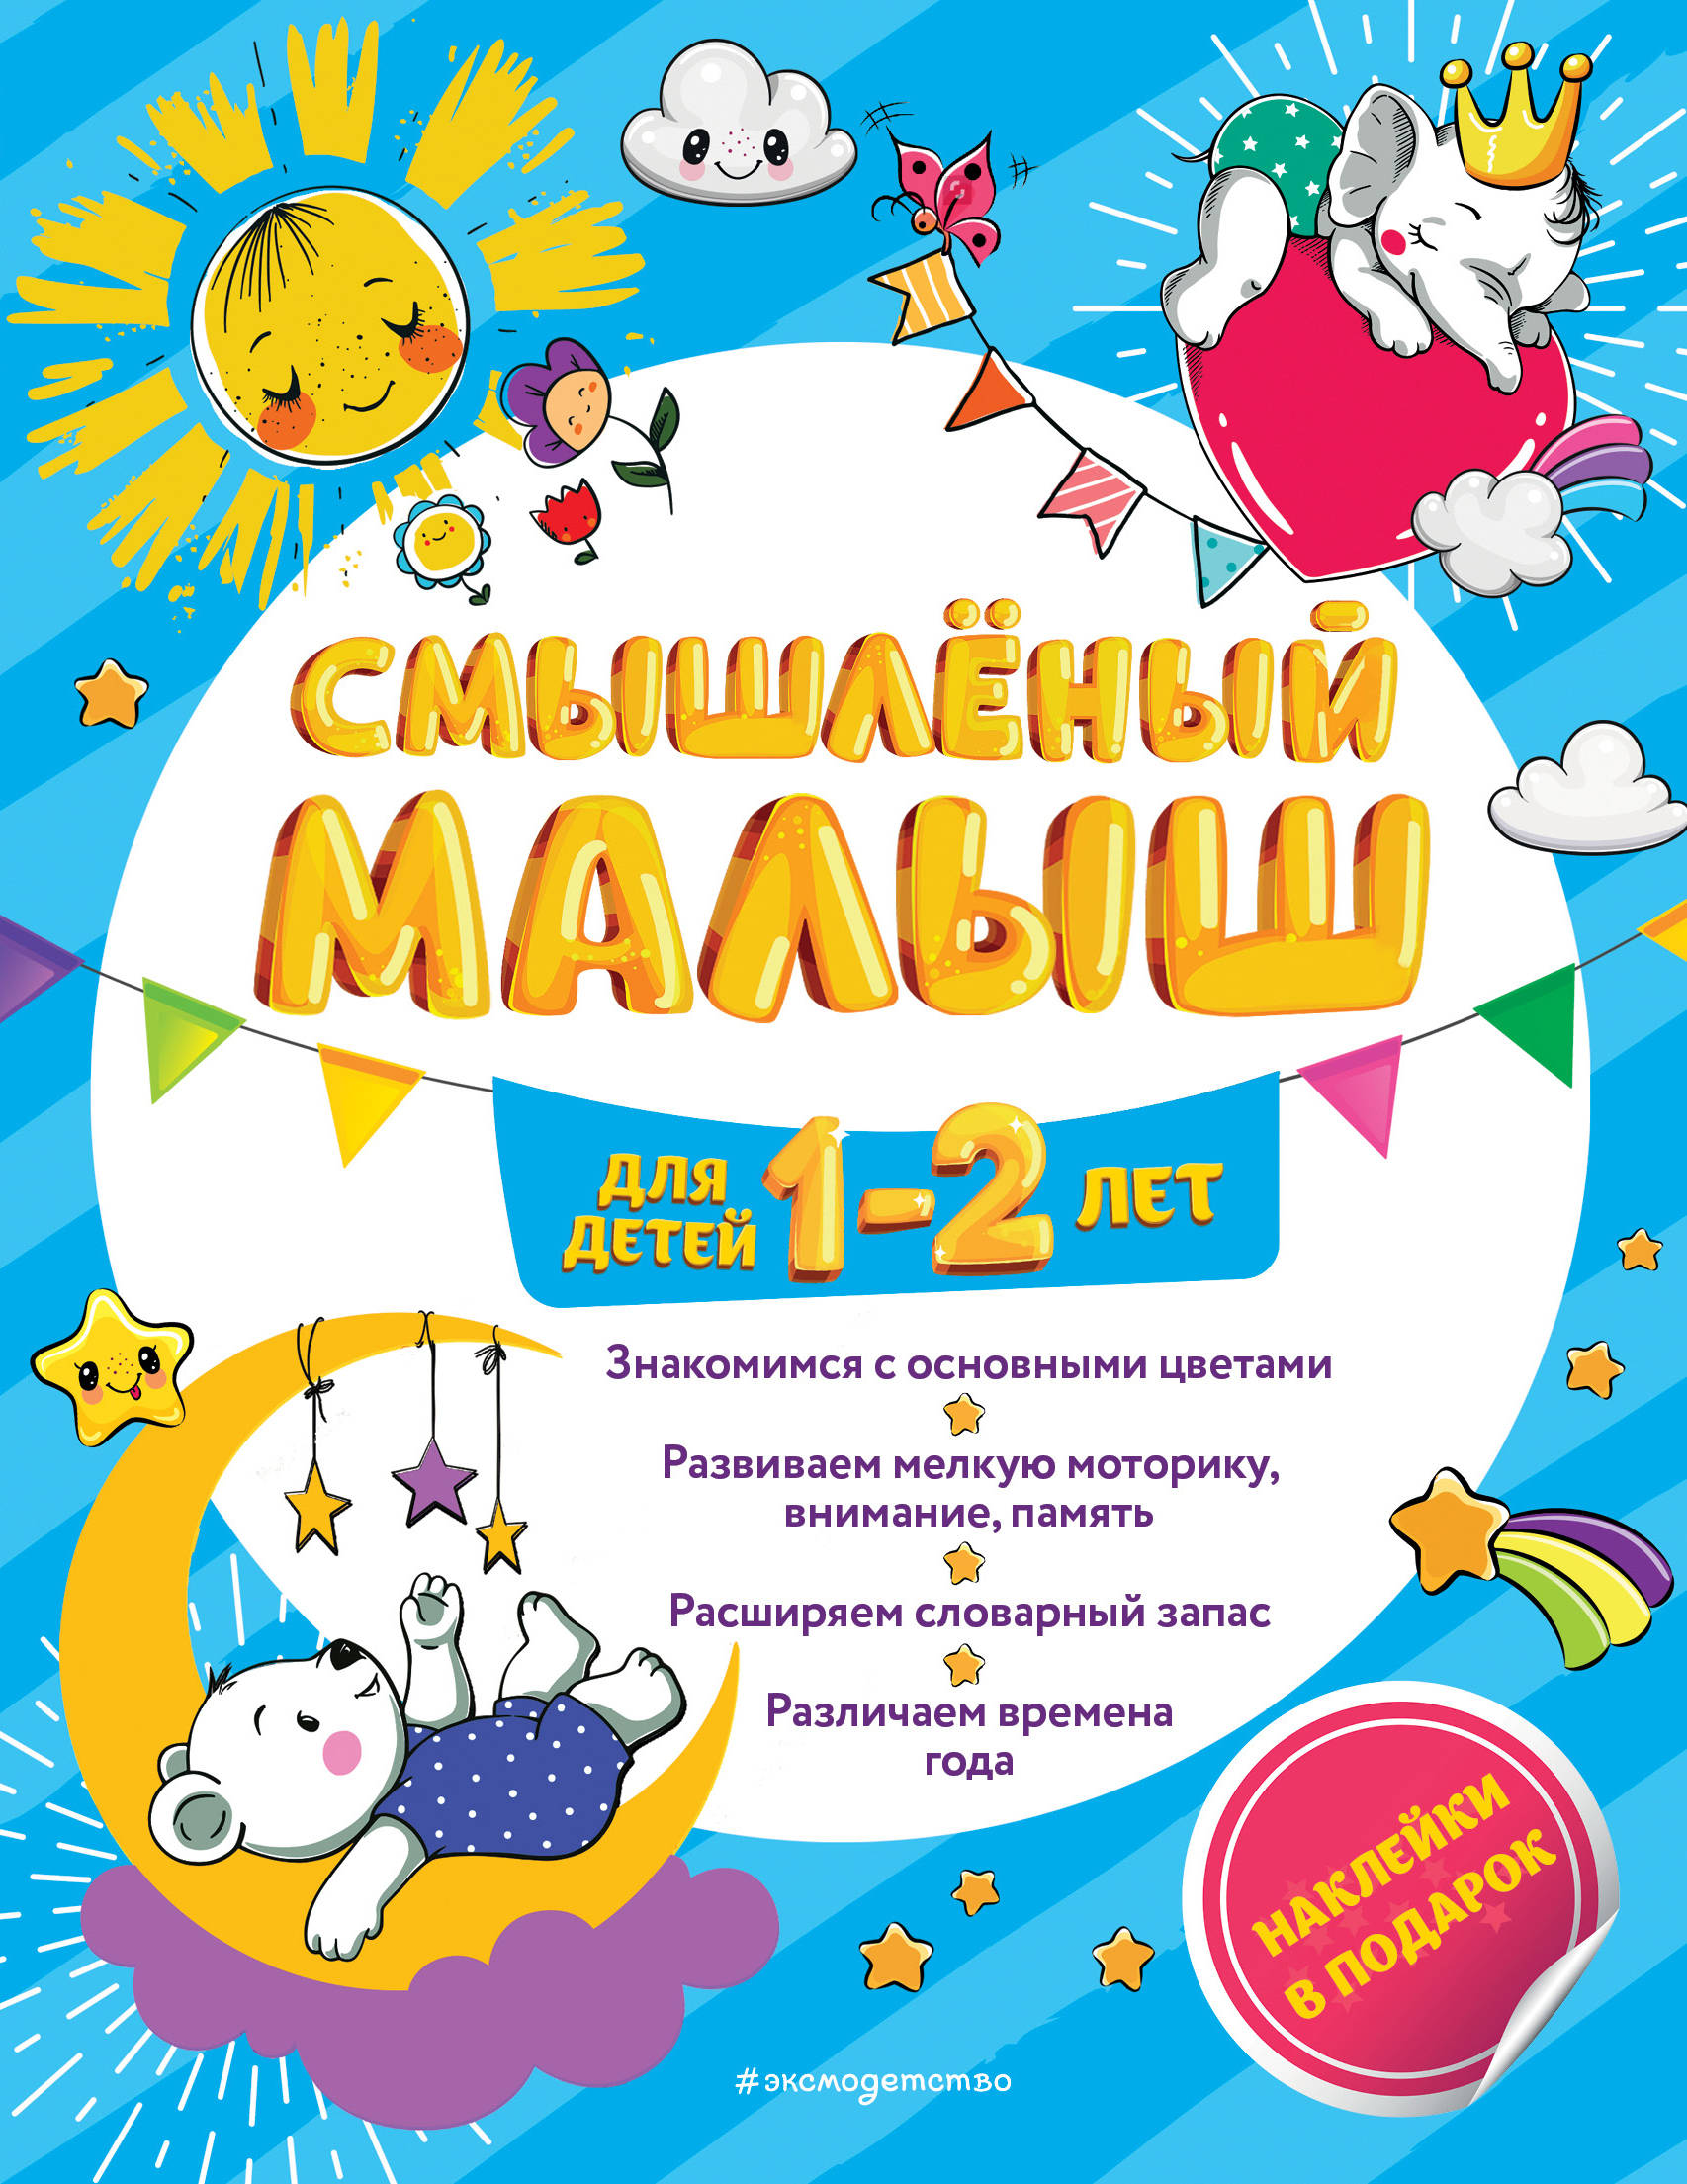 СМЫШЛЁНЫЙ
МАЛЫШ
ДЛЯ
ДЕТЕЙ
1-2 ЛЕТ
Знакомимся с основными цветами
Развиваем мелкую моторику,
внимание, память
Расширяем словарный запас
Различаем времена
года
НАКЛЕЙКИ
В ПОДАРОК
#эксмодетство